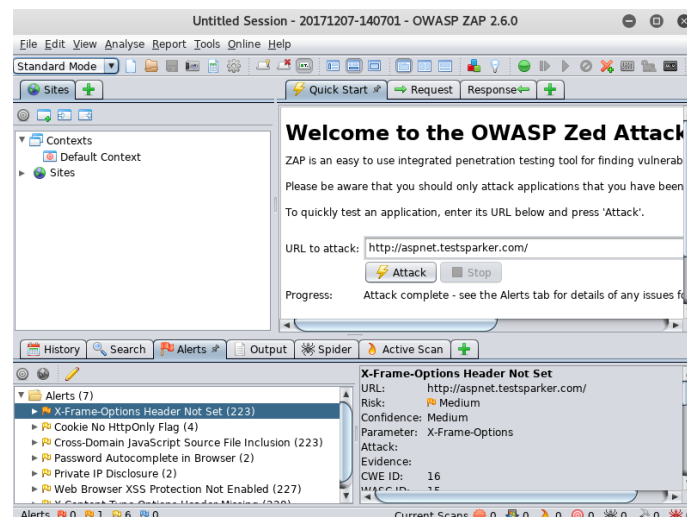 Untitled Session - 20171207-140701 - OWASP ZAP 2.6.0
File Edit View Analyse Report Tools Online Help
Standard Mode
Sites
Quick Start Request Response
Contexts
Default Context
Sites
Welcome to the OWASP Zed Attack
ZAP is an easy to use integrated penetration testing tool for finding vulnerab
Please be aware that you should only attack applications that you have been
To quickly test an application, enter its URL below and press 'Attack'.
URL to attack: http://aspnet.testsparker.com/
Attack Stop
Progress: Attack complete - see the Alerts tab for details of any issues fo
History Search Alerts Output Spider Active Scan
Alerts (7)
X-Frame-Options Header Not Set (223)
Cookie No HttpOnly Flag (4)
Cross-Domain JavaScript Source File Inclusion (223)
Password Autocomplete in Browser (2)
Private IP Disclosure (2)
Web Browser XSS Protection Not Enabled (227)
X-Frame-Options Header Not Set
URL: http://aspnet.testsparker.com/
Risk: Medium
Confidence: Medium
Parameter: X-Frame-Options
Attack:
Evidence:
CWE ID: 16
Alerts 0 1 6 0 Current Scans 0 0 0 0 0 0